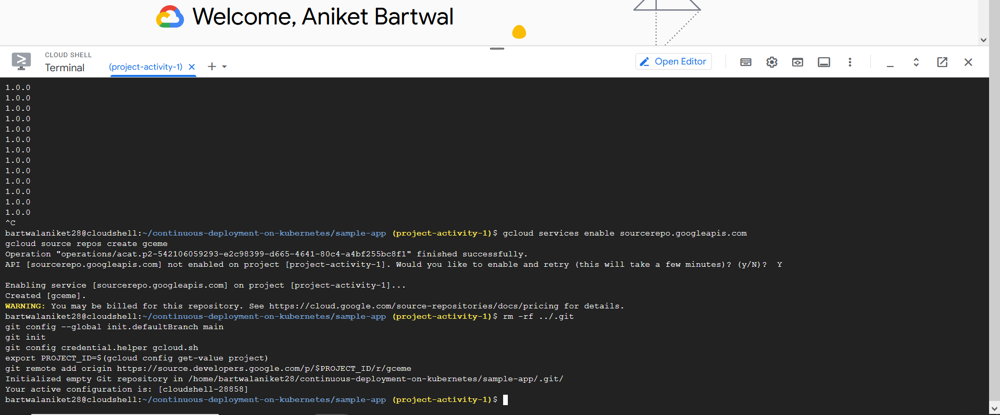 Welcome, Aniket Bartwal
CLOUD SHELL
Terminal
(project-activity-1)
Open Editor
1.0.0
1.0.0
1.0.0
1.0.0
1.0.0
1.0.0
1.0.0
1.0.0
1.0.0
1.0.0
1.0.0
1.0.0
1.0.0
^C
bartwalaniket28@cloudshell:~/continuous-deployment-on-kubernetes/sample-app (project-activity-1)$ gcloud services enable sourcerepo.googleapis.com
gcloud source repos create gceme
Operation "operations/acat.p2-542106059293-e2c98399-d665-4641-80c4-a4bf255bc8f1" finished successfully.
API [sourcerepo.googleapis.com] not enabled on project [project-activity-1]. Would you like to enable and retry (this will take a few minutes)? (y/N)?  Y
Enabling service [sourcerepo.googleapis.com] on project [project-activity-1]...
Created [gceme].
WARNING: You may be billed for this repository. See https://cloud.google.com/source-repositories/docs/pricing for details.
bartwalaniket28@cloudshell:~/continuous-deployment-on-kubernetes/sample-app (project-activity-1)$ rm -rf ../.git
git config --global init.defaultBranch main
git init
git config credential.helper gcloud.sh
export PROJECT_ID=$(gcloud config get-value project)
git remote add origin https://source.developers.google.com/p/$PROJECT_ID/r/gceme
Initialized empty Git repository in /home/bartwalaniket28/continuous-deployment-on-kubernetes/sample-app/.git/
Your active configuration is: [cloudshell-28858]
bartwalaniket28@cloudshell:~/continuous-deployment-on-kubernetes/sample-app (project-activity-1)$